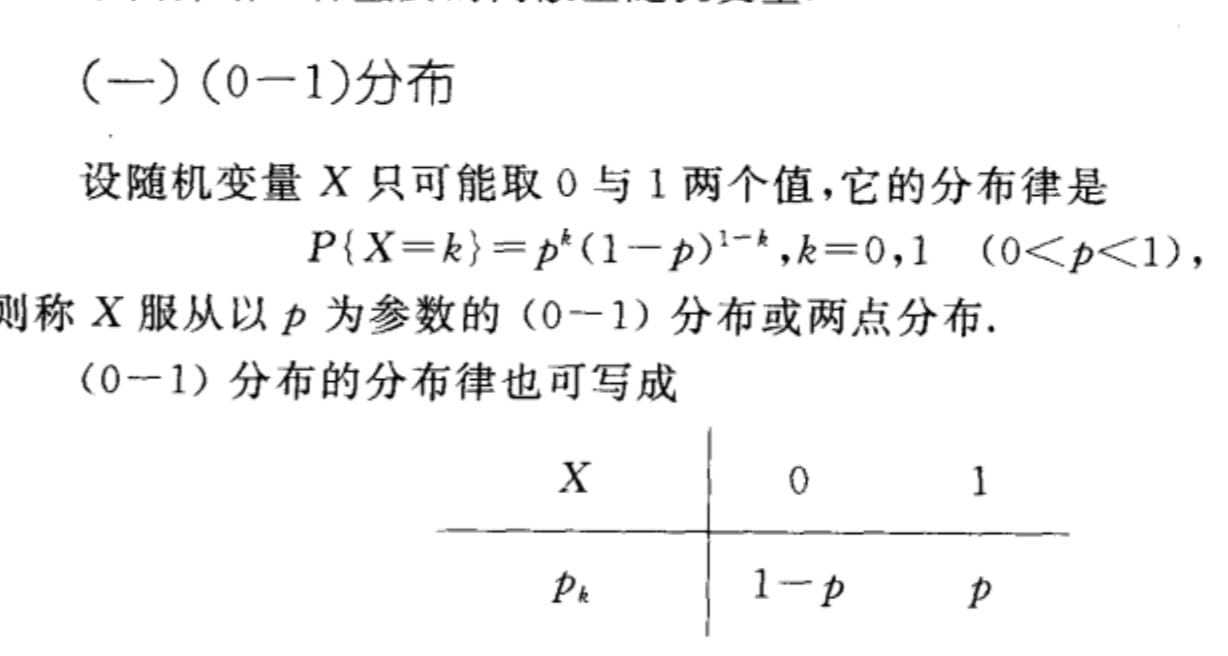 (一) (0—1)分布
设随机变量 X 只可能取 0 与 1 两个值,它的分布律是
P{X=k}=p^k(1-p)^{1-k},k=0,1 (0<p<1),
则称 X 服从以 p 为参数的 (0—1) 分布或两点分布.
(0—1) 分布的分布律也可写成
X 0 1
p_k 1-p p